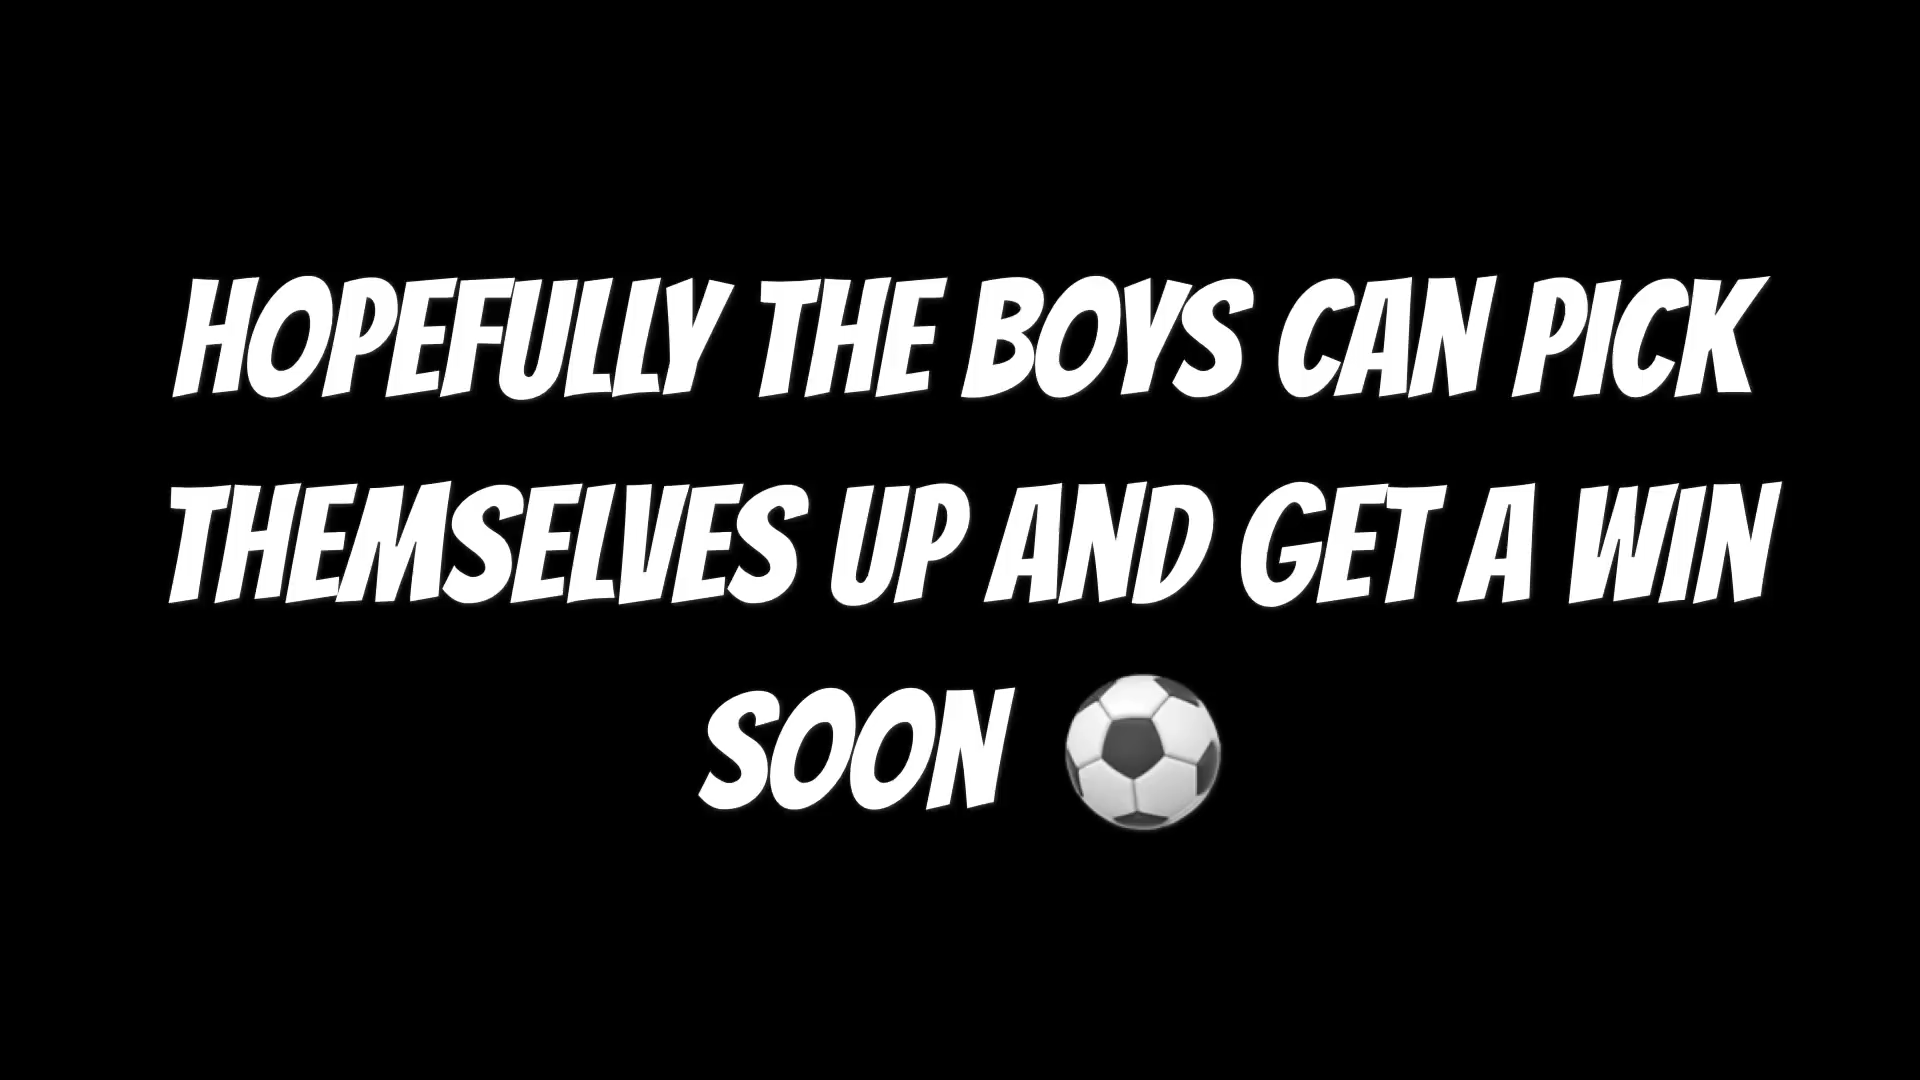 HOPEFULLY THE BOYS CAN PICK
THEMSELVES UP AND GET A WIN
SOON ⚽